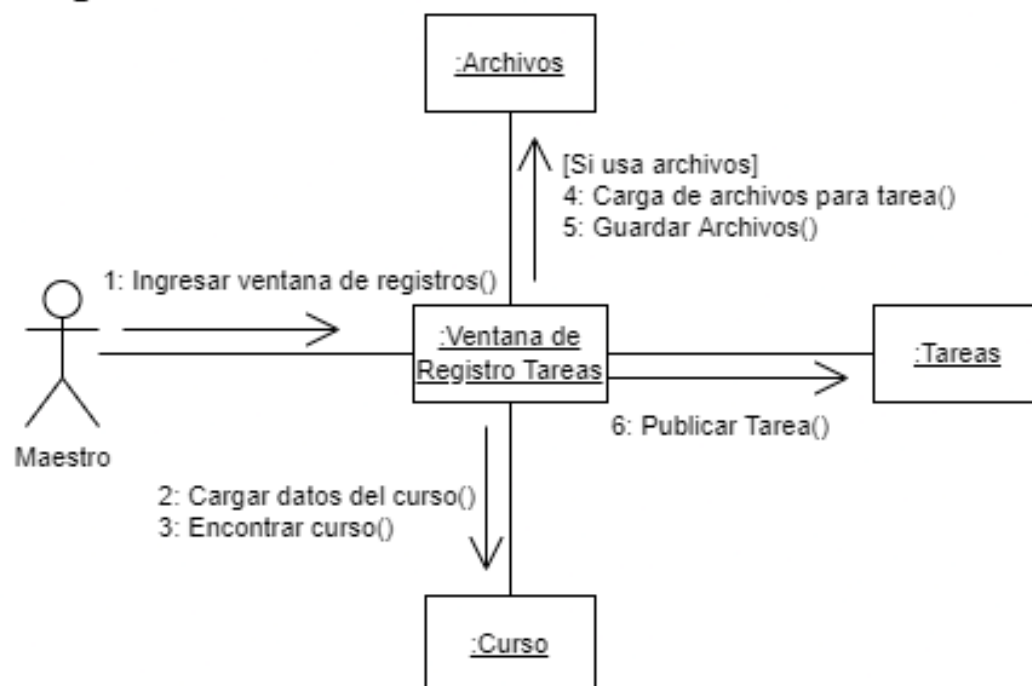 :Archivos
[Si usa archivos]
4: Carga de archivos para tarea()
5: Guardar Archivos()
1: Ingresar ventana de registros()
:Ventana de
Registro Tareas
:Tareas
6: Publicar Tarea()
Maestro
2: Cargar datos del curso()
3: Encontrar curso()
:Curso